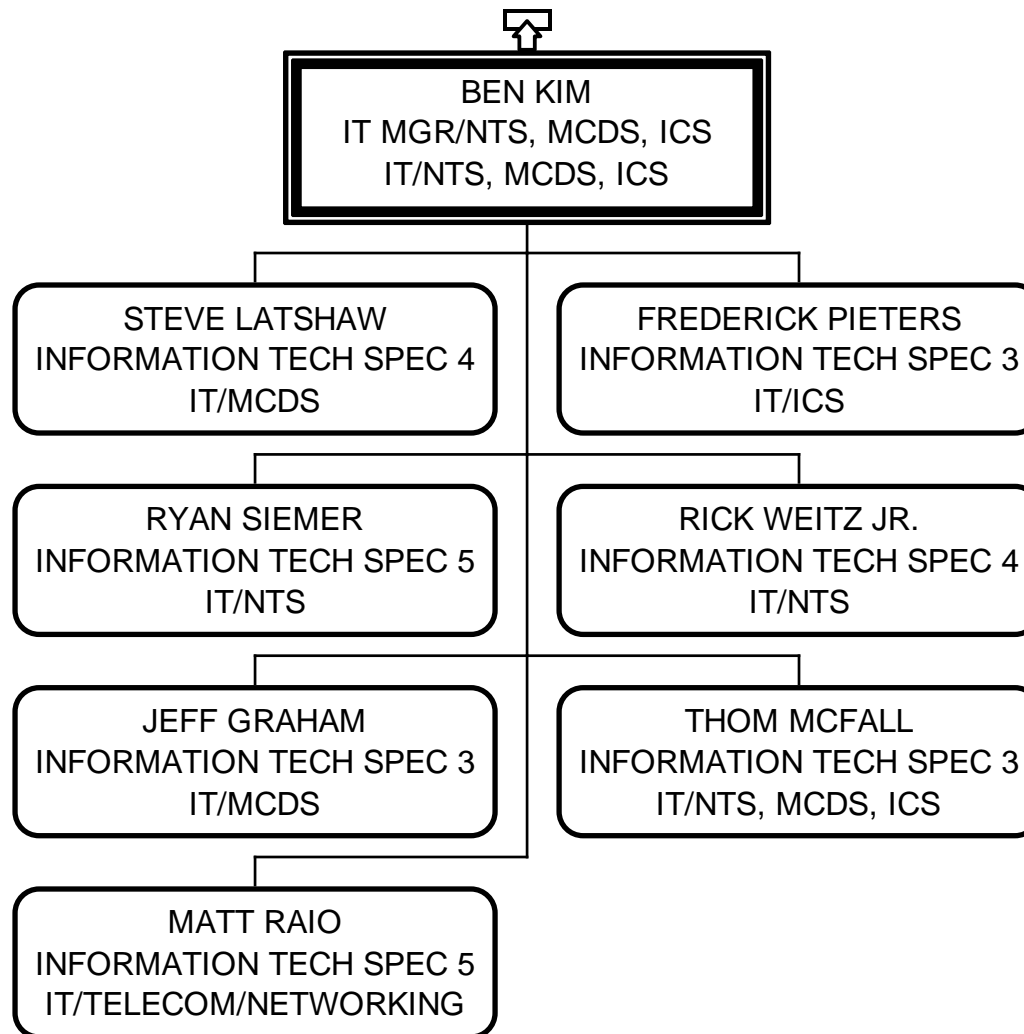 BEN KIM
IT MGR/NTS, MCDS, ICS
IT/NTS, MCDS, ICS
STEVE LATSHAW
INFORMATION TECH SPEC 4
IT/MCDS
FREDERICK PIETERS
INFORMATION TECH SPEC 3
IT/ICS
RYAN SIEMER
INFORMATION TECH SPEC 5
IT/NTS
RICK WEITZ JR.
INFORMATION TECH SPEC 4
IT/NTS
JEFF GRAHAM
INFORMATION TECH SPEC 3
IT/MCDS
THOM MCFALL
INFORMATION TECH SPEC 3
IT/NTS, MCDS, ICS
MATT RAIO
INFORMATION TECH SPEC 5
IT/TELECOM/NETWORKING